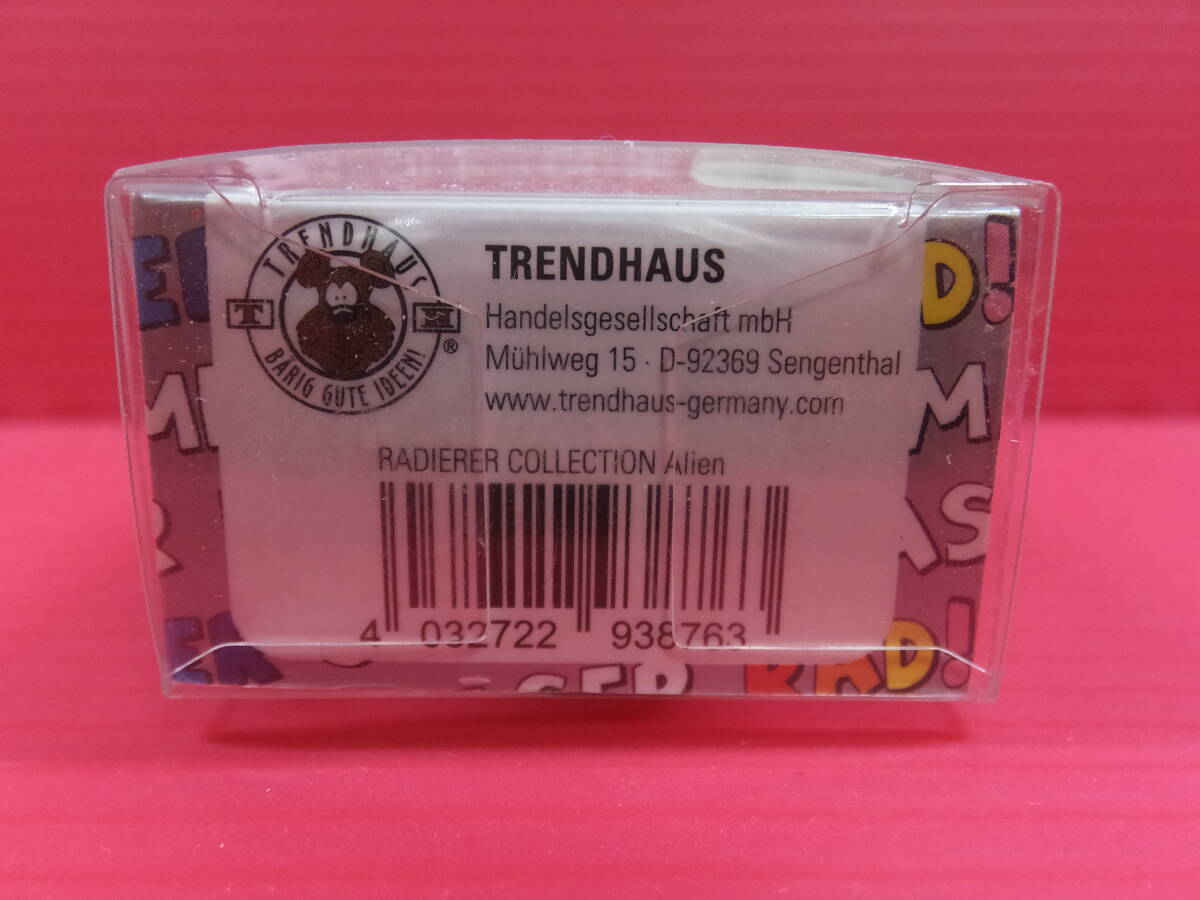 TRENDHAUS
T H ®
BÄRIG GUTE IDEEN!
TRENDHAUS
Handelsgesellschaft mbH
Mühlweg 15 · D-92369 Sengenthal
www.trendhaus-germany.com
RADIERER COLLECTION Alien
4 032722 938763
RAD!